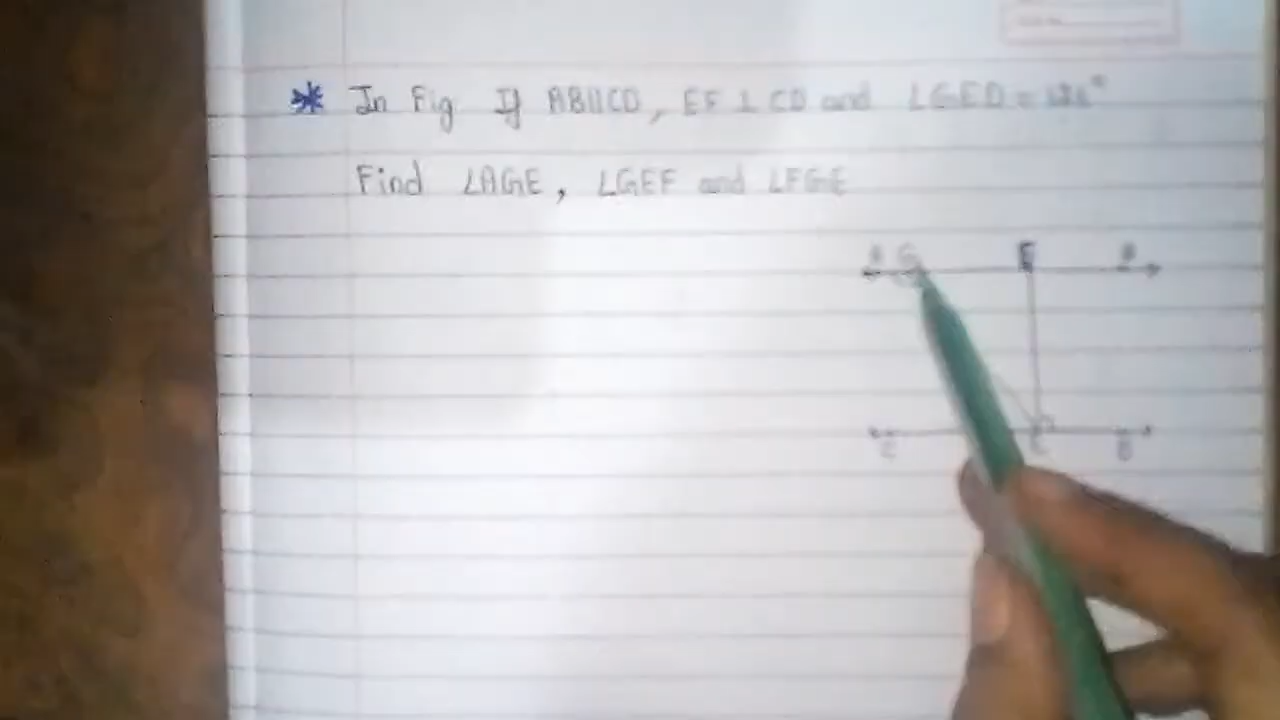 * In Fig If AB||CD, EF ⊥ CD and ∠GED = 126°
Find ∠AGE, ∠GEF and ∠FGE
A G F B
C E D